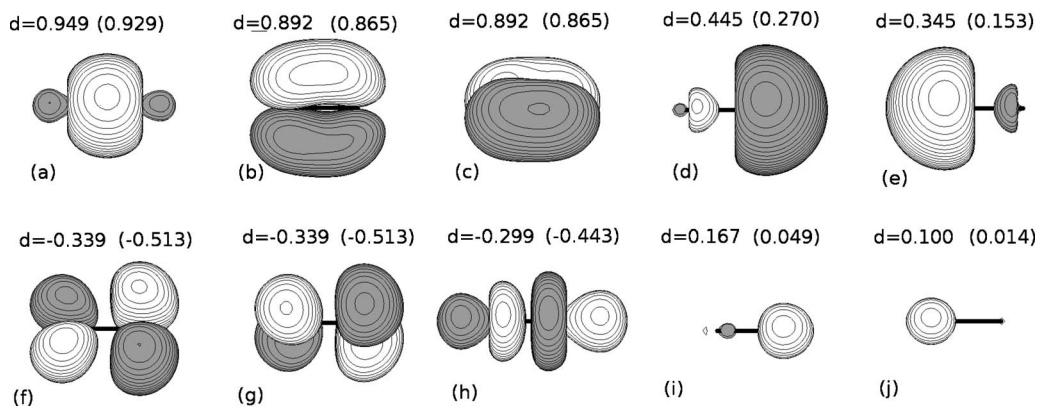 d=0.949 (0.929) d=0.892 (0.865) d=0.892 (0.865) d=0.445 (0.270) d=0.345 (0.153)
(a) (b) (c) (d) (e)
d=-0.339 (-0.513) d=-0.339 (-0.513) d=-0.299 (-0.443) d=0.167 (0.049) d=0.100 (0.014)
(f) (g) (h) (i) (j)